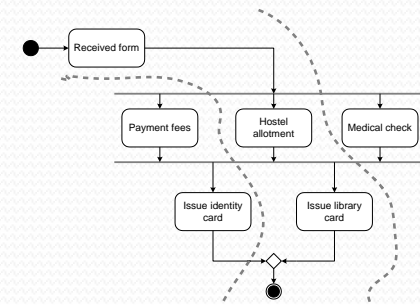 Received form
Payment fees
Hostel
allotment
Medical check
Issue identity
card
Issue library
card